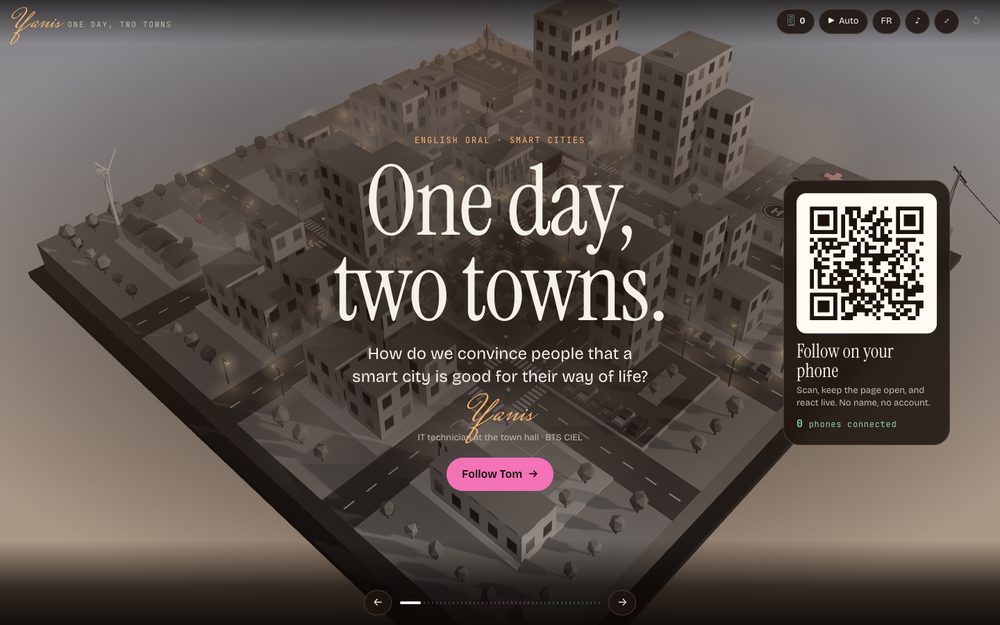 Yanis ONE DAY, TWO TOWNS
0
Auto
FR
ENGLISH ORAL · SMART CITIES
One day,
two towns.
How do we convince people that a
smart city is good for their way of life?
Yanis
IT technician at the town hall · BTS CIEL
Follow Tom →
H
Follow on your
phone
Scan, keep the page open, and
react live. No name, no account.
0 phones connected